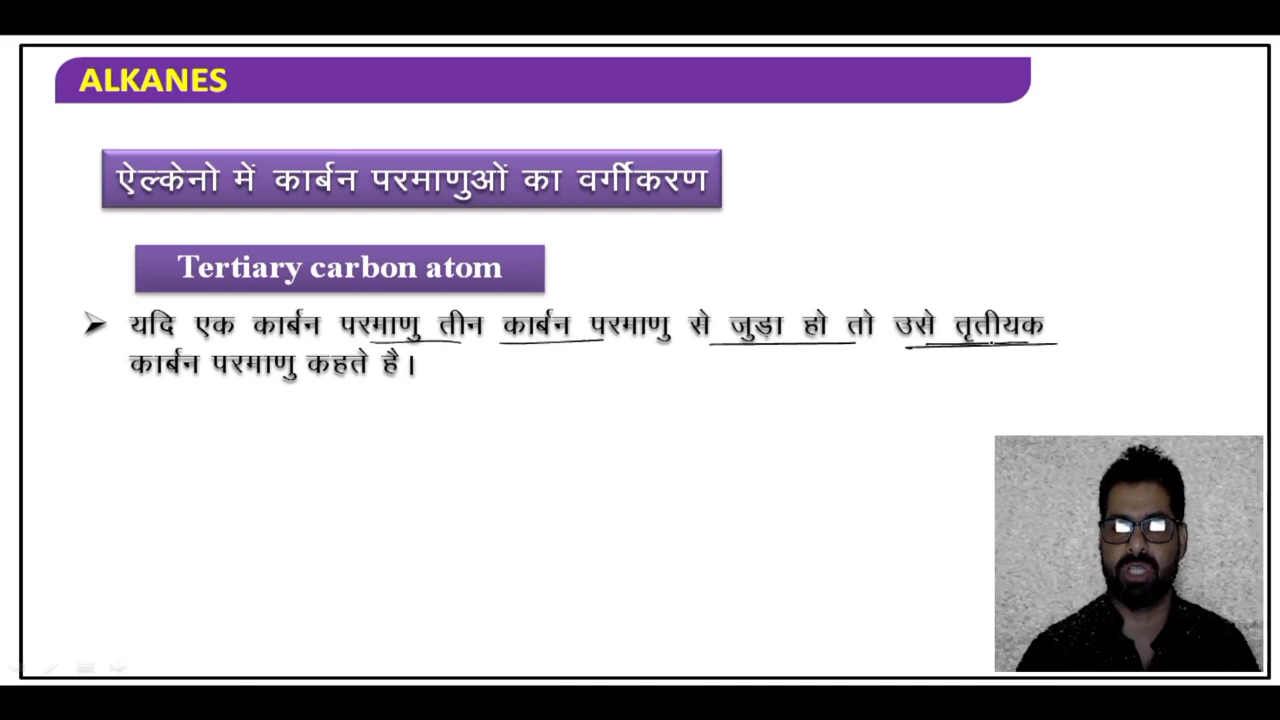 ALKANES
ऐल्केनो में कार्बन परमाणुओं का वर्गीकरण
Tertiary carbon atom
यदि एक कार्बन परमाणु तीन कार्बन परमाणु से जुड़ा हो तो उसे तृतीयक
कार्बन परमाणु कहते है।